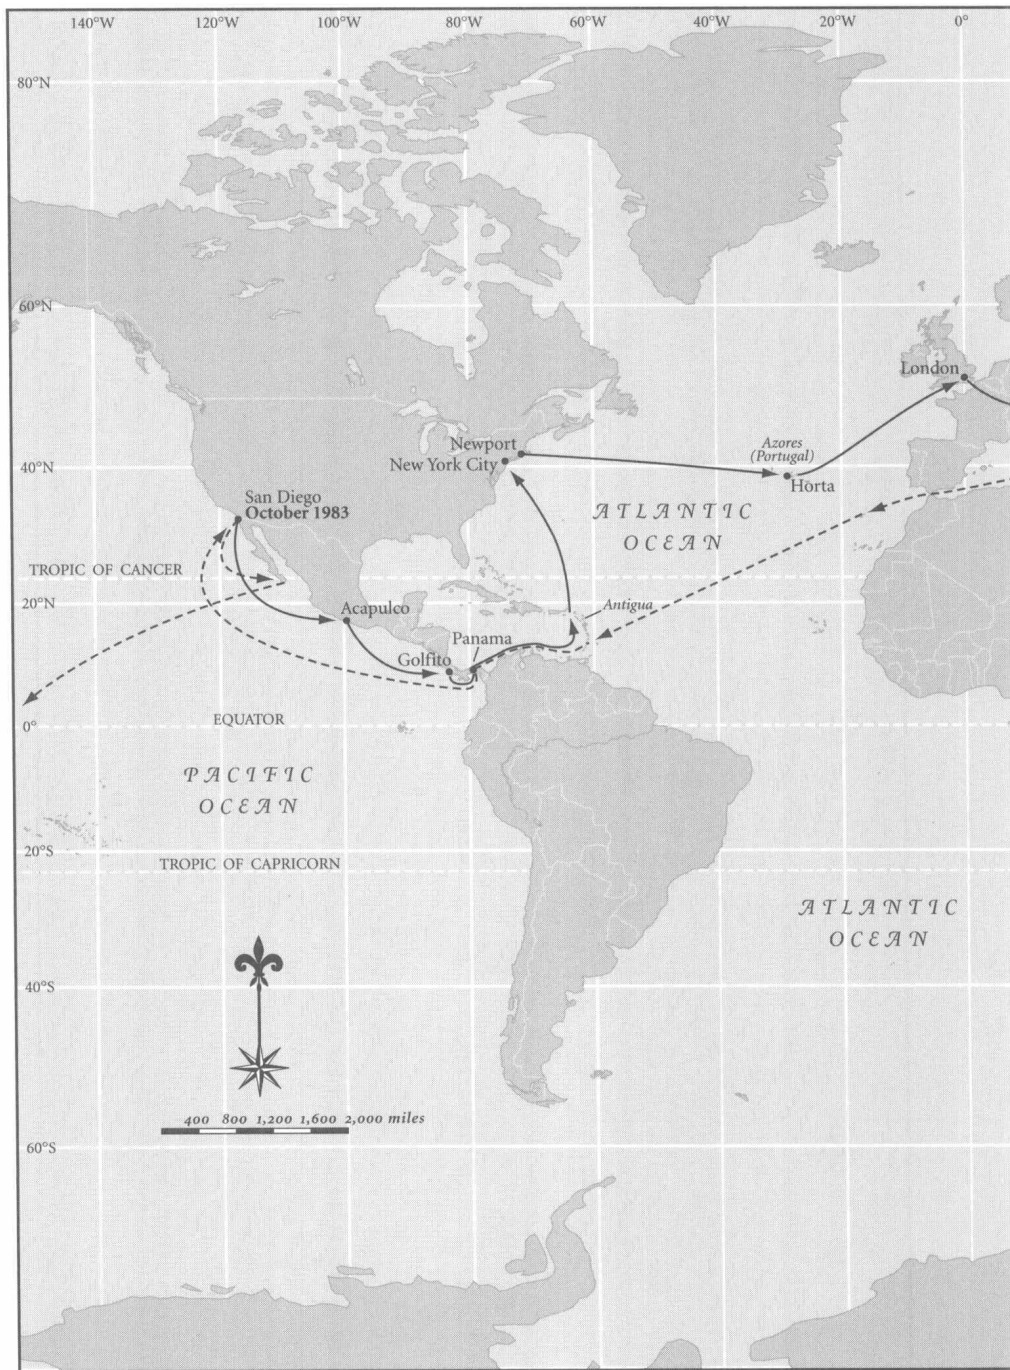 140°W 120°W 100°W 80°W 60°W 40°W 20°W 0°
80°N
60°N
London
Newport
New York City
Azores
(Portugal)
40°N
Horta
San Diego
October 1983
ATLANTIC
OCEAN
TROPIC OF CANCER
20°N
Acapulco
Antigua
Panama
Golfito
EQUATOR
0°
PACIFIC
OCEAN
20°S
TROPIC OF CAPRICORN
ATLANTIC
OCEAN
40°S
400 800 1,200 1,600 2,000 miles
60°S